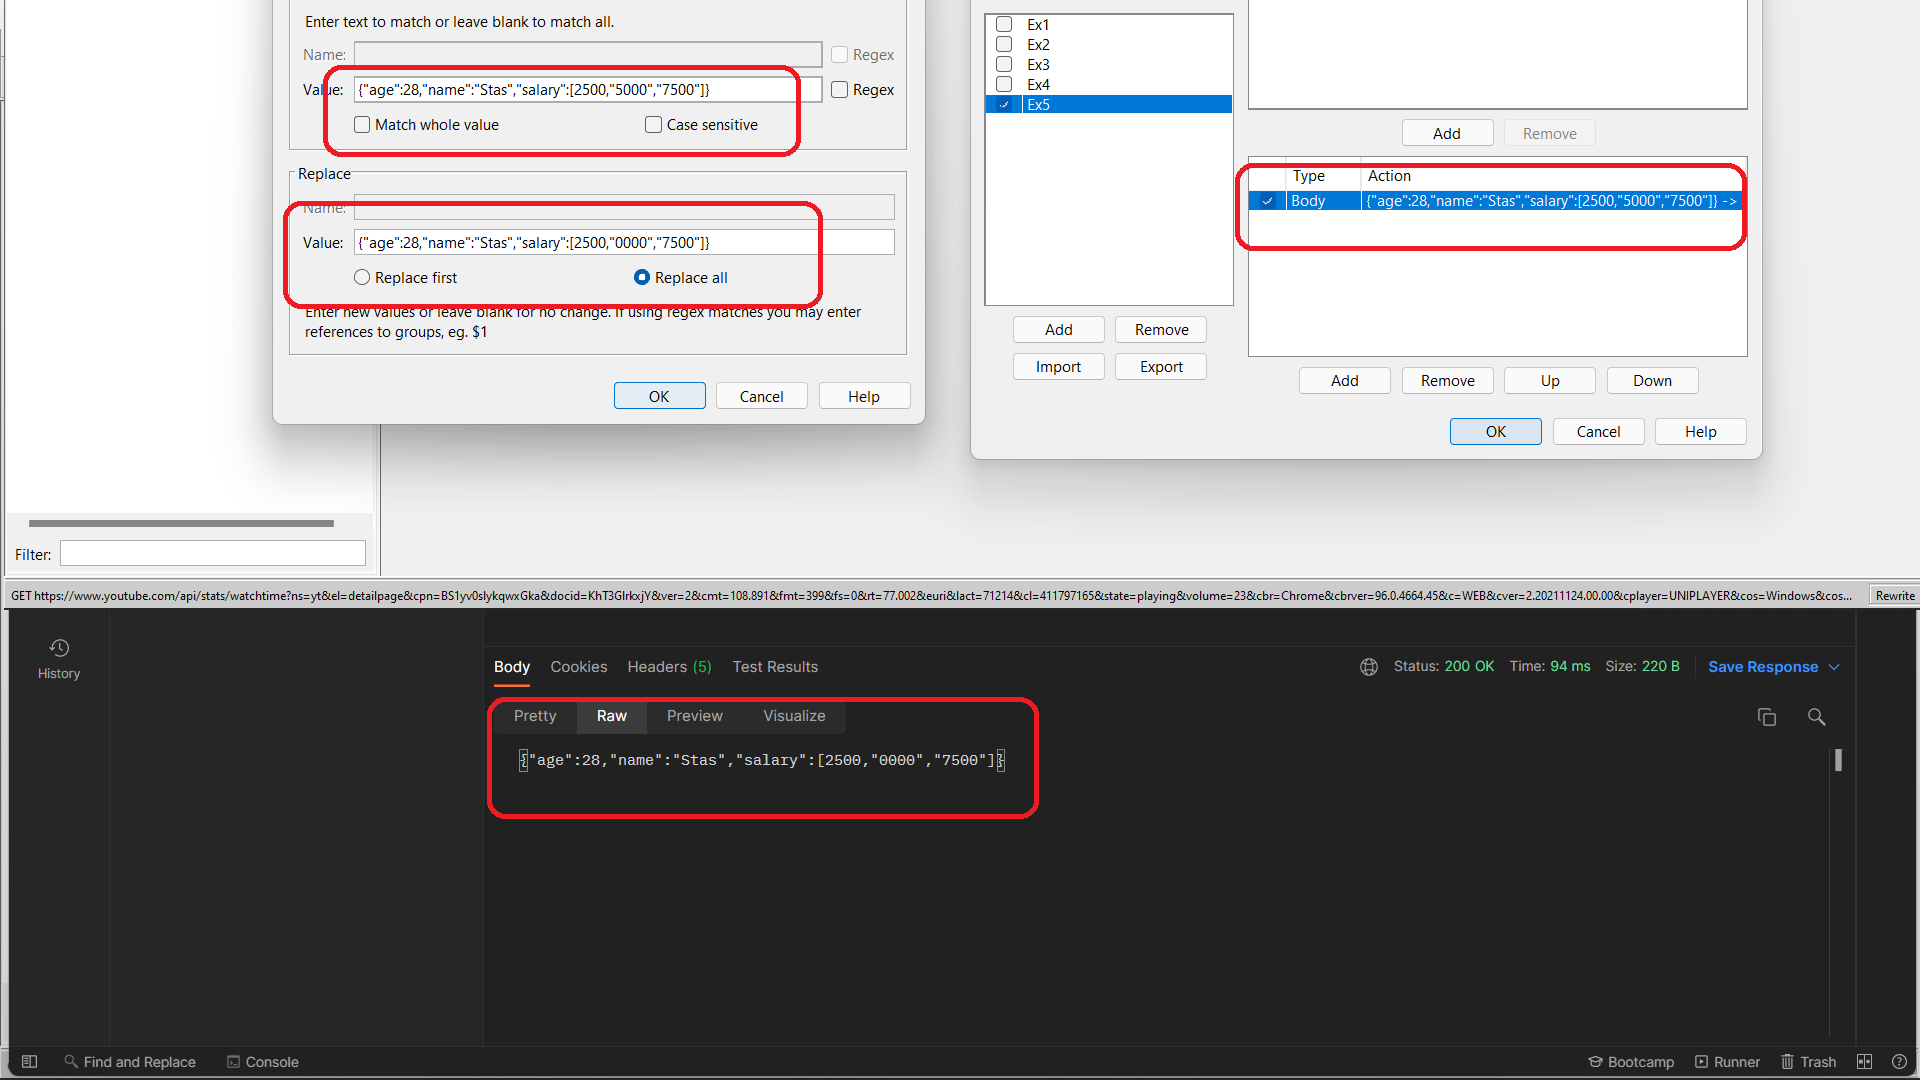 Enter text to match or leave blank to match all.
Name:
Regex
Value: {"age":28,"name":"Stas","salary":[2500,"5000","7500"]}
Regex
Match whole value
Case sensitive
Replace
Name:
Value: {"age":28,"name":"Stas","salary":[2500,"0000","7500"]}
Replace first
Replace all
Enter new values or leave blank for no change. If using regex matches you may enter
references to groups, eg. $1
OK
Cancel
Help
Ex1
Ex2
Ex3
Ex4
Ex5
Add
Remove
Import
Export
Add
Remove
Type
Action
Body
{"age":28,"name":"Stas","salary":[2500,"5000","7500"]} ->
Add
Remove
Up
Down
OK
Cancel
Help
Filter:
GET https://www.youtube.com/api/stats/watchtime?ns=yt&el=detailpage&cpn=BS1yv0slykqwxGka&docid=KhT3GlrkxjY&ver=2&cmt=108.891&fmt=399&fs=0&rt=77.002&euri&lact=71214&cl=411797165&state=playing&volume=23&cbr=Chrome&cbrver=96.0.4664.45&c=WEB&cver=2.20211124.00.00&cplayer=UNIPLAYER&cos=Windows&cos...
Rewrite
History
Body
Cookies
Headers (5)
Test Results
Status: 200 OK
Time: 94 ms
Size: 220 B
Save Response
Pretty
Raw
Preview
Visualize
{"age":28,"name":"Stas","salary":[2500,"0000","7500"]}
Find and Replace
Console
Bootcamp
Runner
Trash